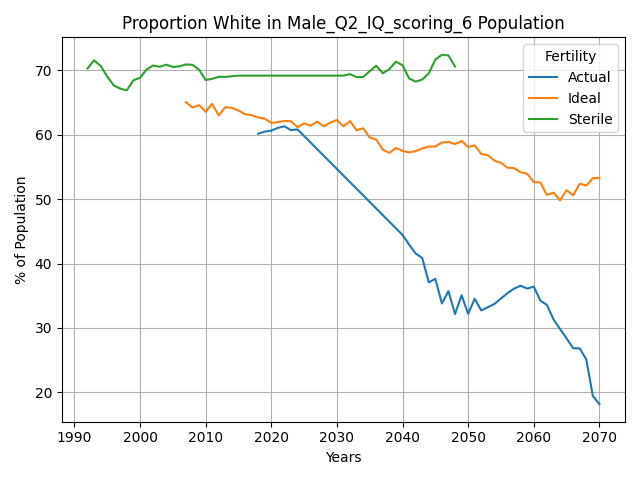 Proportion White in Male_Q2_IQ_scoring_6 Population
% of Population
70
60
50
40
30
20
Fertility
Actual
Ideal
Sterile
1990 2000 2010 2020 2030 2040 2050 2060 2070
Years